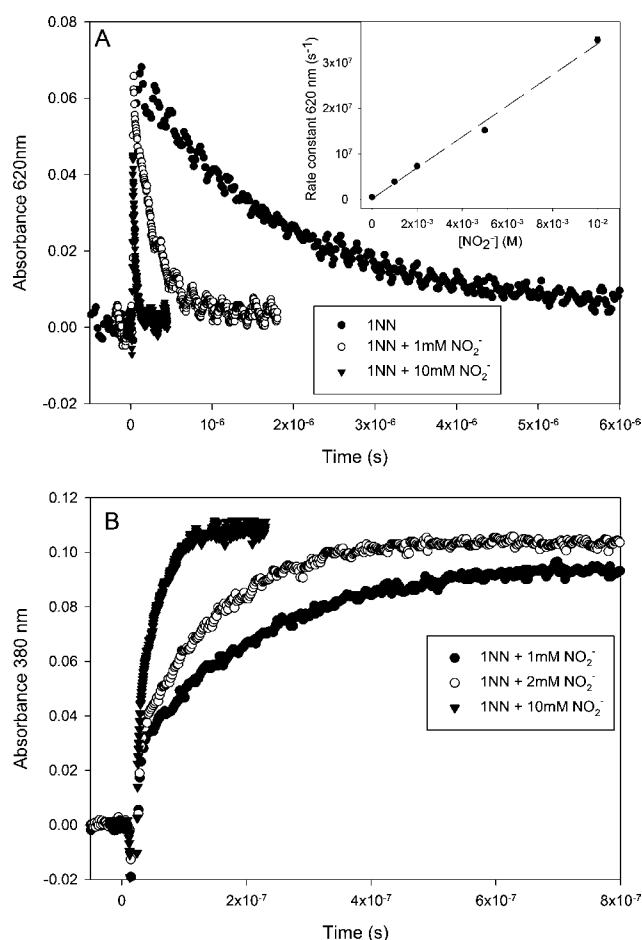 A
0.08
0.06
0.04
0.02
0.00
-0.02
Absorbance 620nm
0
1x10⁻⁶
2x10⁻⁶
3x10⁻⁶
4x10⁻⁶
5x10⁻⁶
6x10⁻⁶
Time (s)
Rate constant 620 nm (s⁻¹)
3x10⁷
2x10⁷
10⁷
0
0
2x10⁻³
4x10⁻³
6x10⁻³
8x10⁻³
10⁻²
[NO₂⁻] (M)
1NN
1NN + 1mM NO₂⁻
1NN + 10mM NO₂⁻
B
0.12
0.10
0.08
0.06
0.04
0.02
0.00
-0.02
Absorbance 380 nm
1NN + 1mM NO₂⁻
1NN + 2mM NO₂⁻
1NN + 10mM NO₂⁻
0
2x10⁻⁷
4x10⁻⁷
6x10⁻⁷
8x10⁻⁷
Time (s)